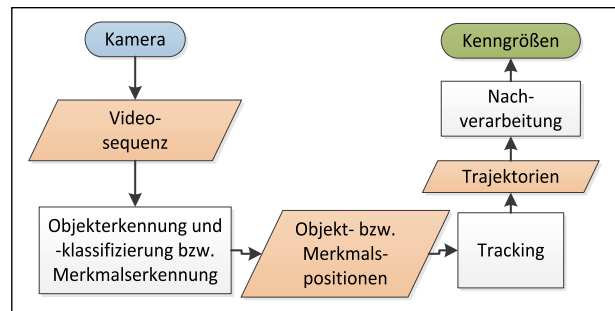 Kamera
Video-
sequenz
Objekterkennung und
-klassifizierung bzw.
Merkmalserkennung
Objekt- bzw.
Merkmals-
positionen
Tracking
Trajektorien
Nach-
verarbeitung
Kenngrößen